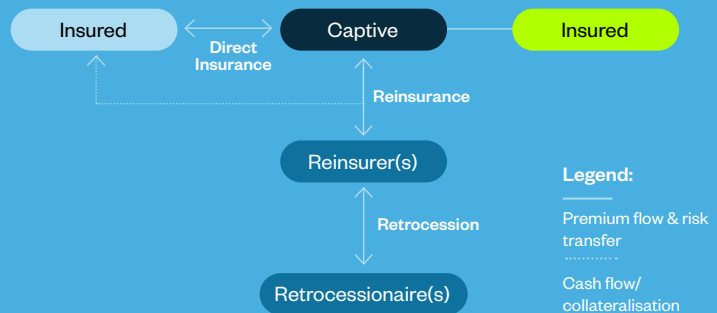 Insured
Captive
Insured
Direct
Insurance
Reinsurance
Reinsurer(s)
Legend:
Premium flow & risk
transfer
Retrocession
Cash flow/
collateralisation
Retrocessionaire(s)